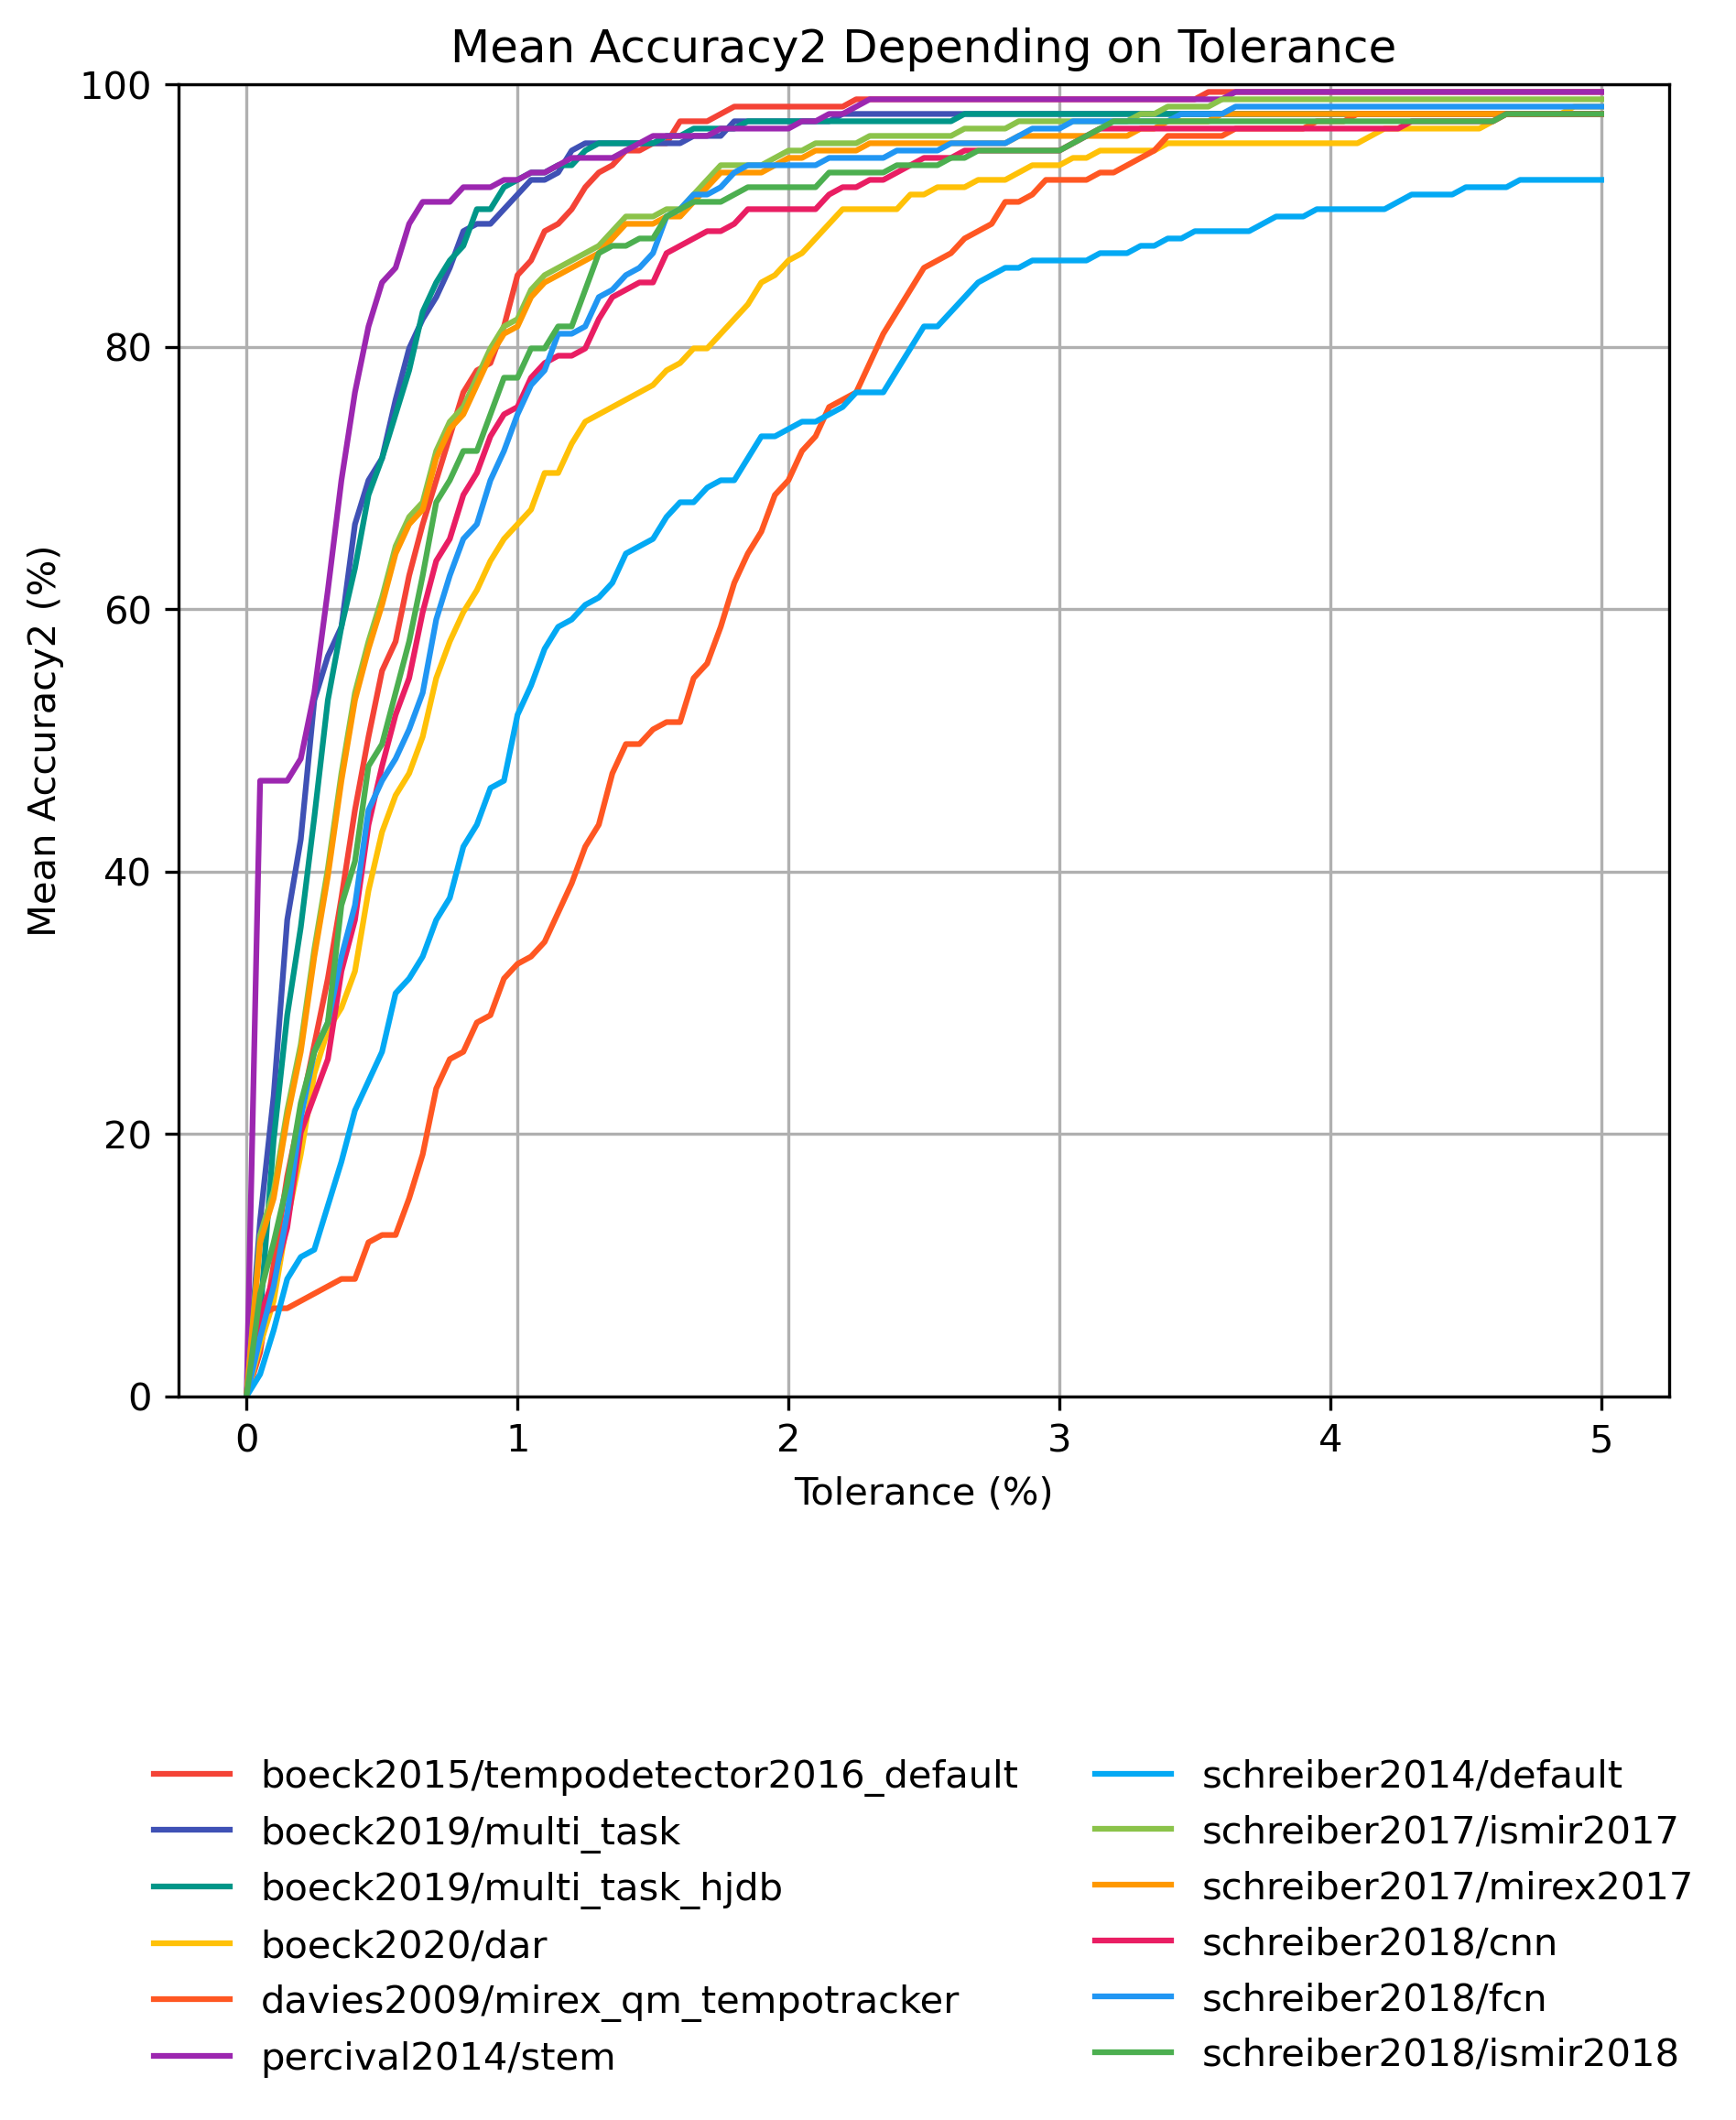 Mean Accuracy2 Depending on Tolerance
100
80
60
40
20
0
Mean Accuracy2 (%)
0 1 2 3 4 5
Tolerance (%)
boeck2015/tempodetector2016_default
boeck2019/multi_task
boeck2019/multi_task_hjdb
boeck2020/dar
davies2009/mirex_qm_tempotracker
percival2014/stem
schreiber2014/default
schreiber2017/ismir2017
schreiber2017/mirex2017
schreiber2018/cnn
schreiber2018/fcn
schreiber2018/ismir2018